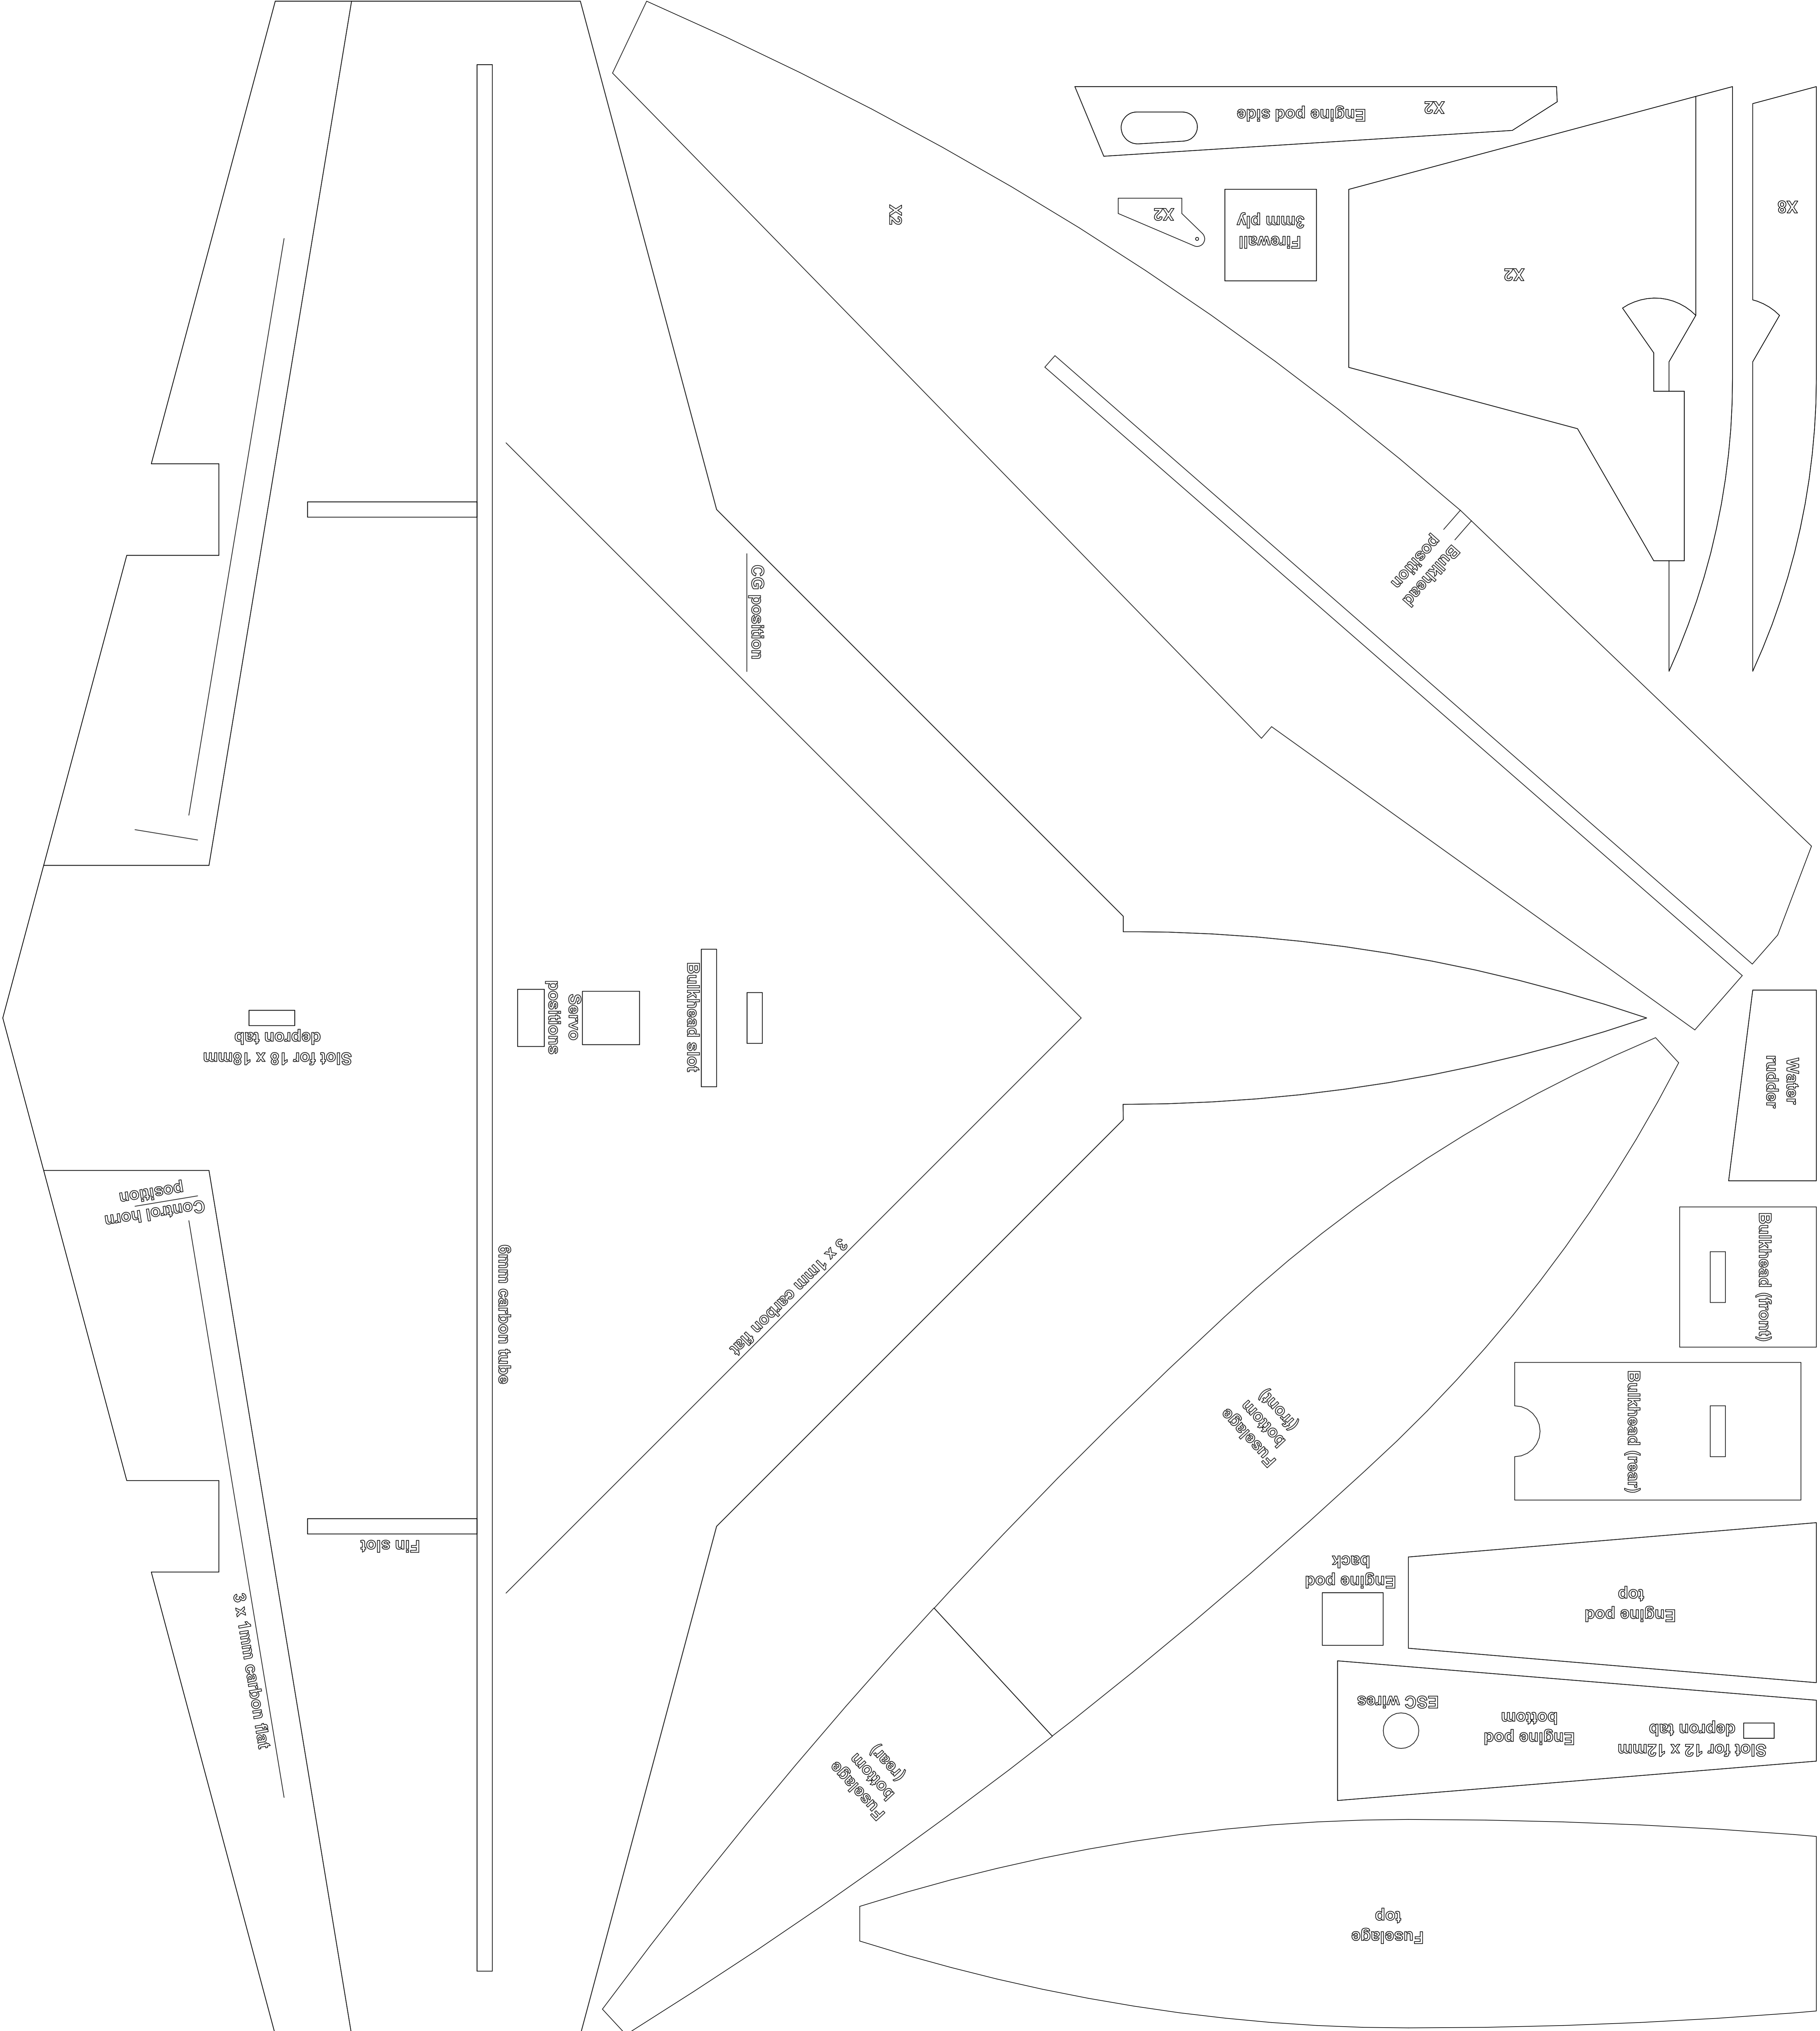 Engine pod side
X2
X2
Firewall
3mm ply
X2
X8
X2
Bulkhead
position
CG position
Slot for 18 x 18mm
depron tab
Servo
positions
Bulkhead slot
Water
rudder
Control horn
position
6mm carbon tube
3 x 1mm carbon flat
Bulkhead (front)
Bulkhead (rear)
Fuselage
bottom
(front)
Fin slot
3 x 1mm carbon flat
Engine pod
back
Engine pod
top
ESC wires
Engine pod
bottom
Slot for 12 x 12mm
depron tab
Fuselage
bottom
(rear)
Fuselage
top